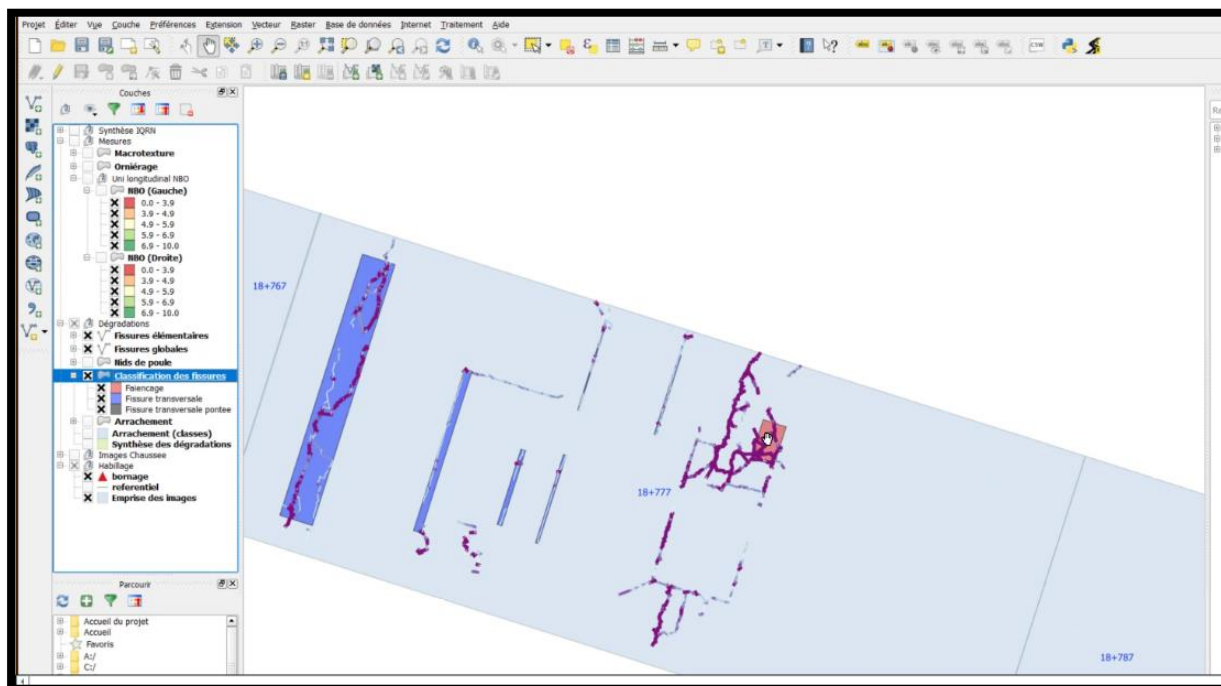 Projet Éditer Vue Couche Préférences Extension Vecteur Raster Base de données Internet Traitement Aide
CSW
Couches
Synthèse IQRN
Mesures
Macrotexture
Orniérage
Uni longitudinal NBO
NBO (Gauche)
0.0 - 3.9
3.9 - 4.9
4.9 - 5.9
5.9 - 6.9
6.9 - 10.0
NBO (Droite)
0.0 - 3.9
3.9 - 4.9
4.9 - 5.9
5.9 - 6.9
6.9 - 10.0
Dégradations
Fissures élémentaires
Fissures globales
Nids de poule
Classification des fissures
Faiencage
Fissure transversale
Fissure transversale pontee
Arrachement
Arrachement (classes)
Synthèse des dégradations
Images Chaussee
Habillage
bornage
referentiel
Emprise des images
18+767
18+777
18+787
Parcourir
Accueil du projet
Accueil
Favoris
A:/
C:/